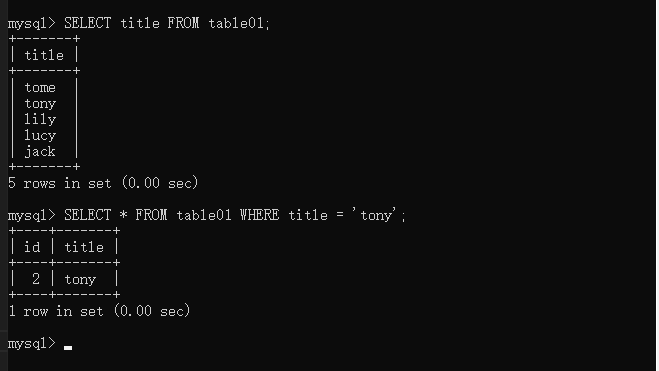 mysql> SELECT title FROM table01;
+-------+
| title |
+-------+
| tome  |
| tony  |
| lily  |
| lucy  |
| jack  |
+-------+
5 rows in set (0.00 sec)
mysql> SELECT * FROM table01 WHERE title = 'tony';
+----+-------+
| id | title |
+----+-------+
|  2 | tony  |
+----+-------+
1 row in set (0.00 sec)
mysql>